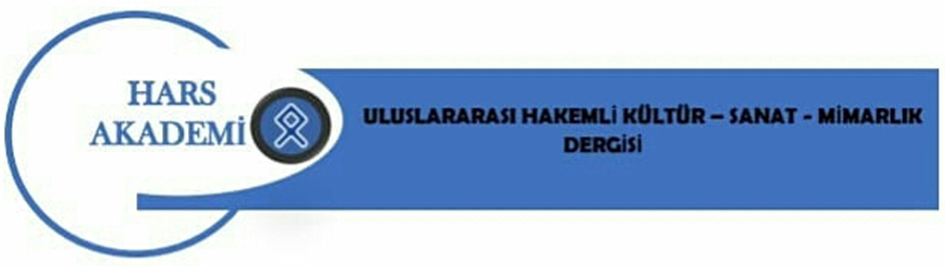 HARS
AKADEMİ
ULUSLARARASI HAKEMLİ KÜLTÜR – SANAT - MİMARLIK
DERGİSİ